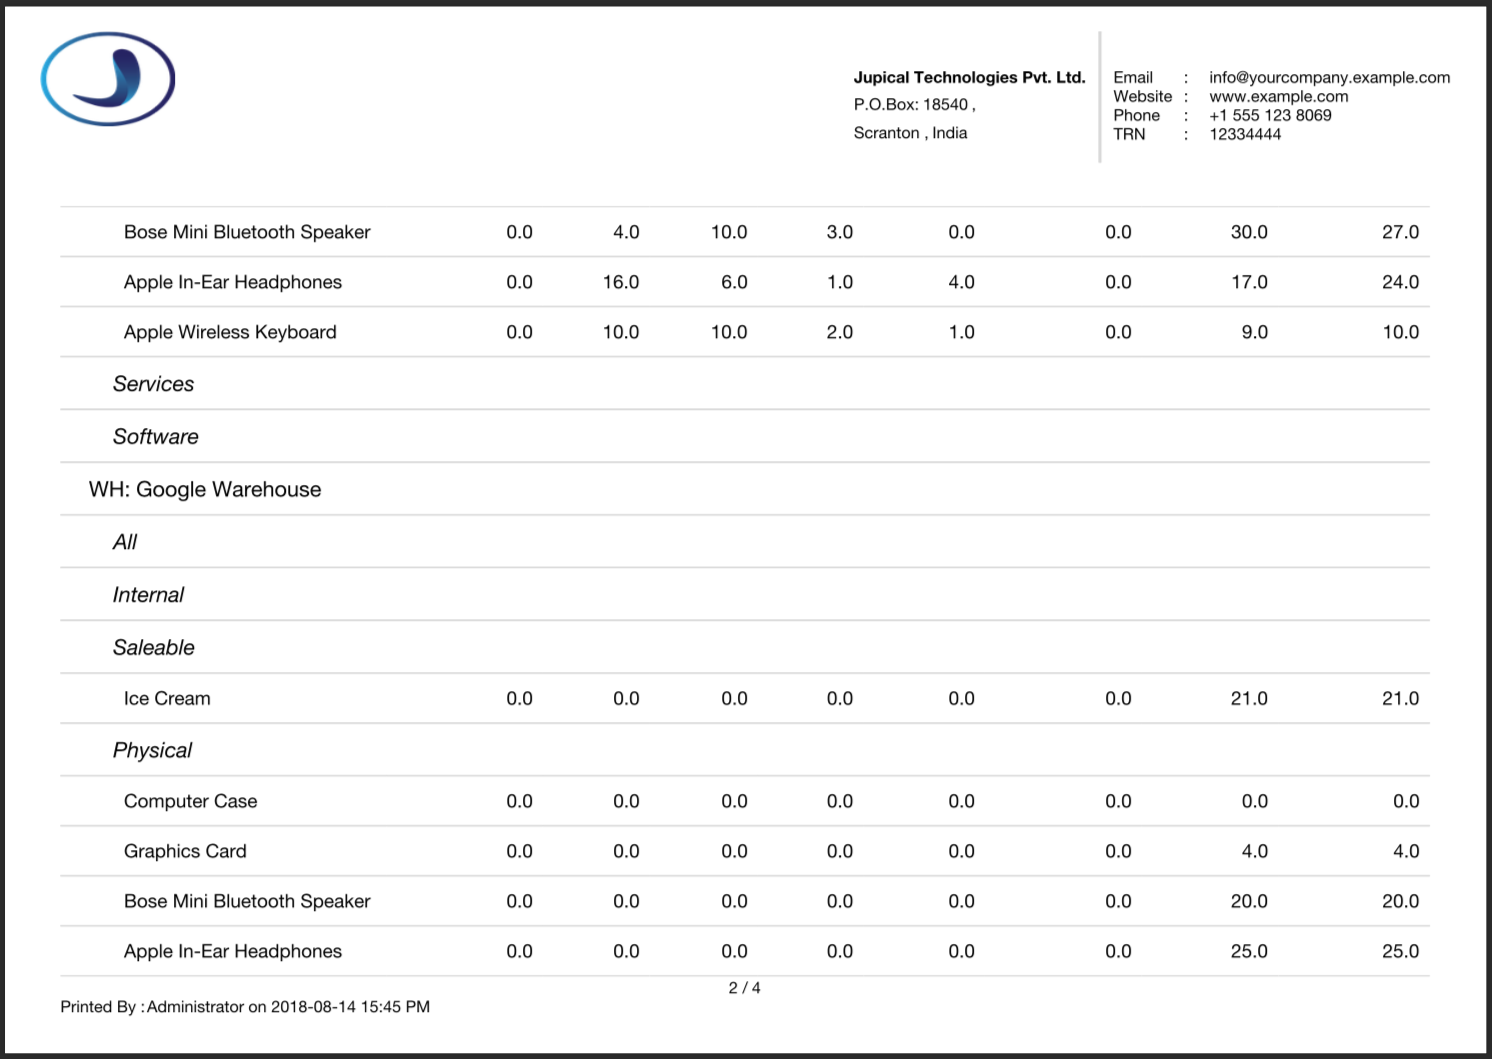 Jupical Technologies Pvt. Ltd.
P.O.Box: 18540 ,
Scranton , India
Email : info@yourcompany.example.com
Website : www.example.com
Phone : +1 555 123 8069
TRN : 12334444
Bose Mini Bluetooth Speaker 0.0 4.0 10.0 3.0 0.0 0.0 30.0 27.0
Apple In-Ear Headphones 0.0 16.0 6.0 1.0 4.0 0.0 17.0 24.0
Apple Wireless Keyboard 0.0 10.0 10.0 2.0 1.0 0.0 9.0 10.0
Services
Software
WH: Google Warehouse
All
Internal
Saleable
Ice Cream 0.0 0.0 0.0 0.0 0.0 0.0 21.0 21.0
Physical
Computer Case 0.0 0.0 0.0 0.0 0.0 0.0 0.0 0.0
Graphics Card 0.0 0.0 0.0 0.0 0.0 0.0 4.0 4.0
Bose Mini Bluetooth Speaker 0.0 0.0 0.0 0.0 0.0 0.0 20.0 20.0
Apple In-Ear Headphones 0.0 0.0 0.0 0.0 0.0 0.0 25.0 25.0
2 / 4
Printed By : Administrator on 2018-08-14 15:45 PM